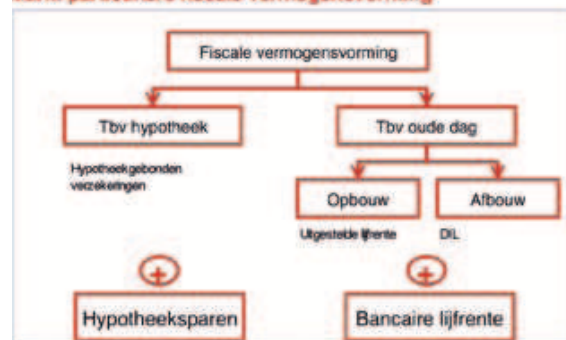 Fiscale vermogensvorming
Tbv hypotheek
Tbv oude dag
Hypotheekgebonden
verzekeringen
Opbouw
Afbouw
Uitgestelde lijfrente
DIL
+
+
Hypotheeksparen
Bancaire lijfrente